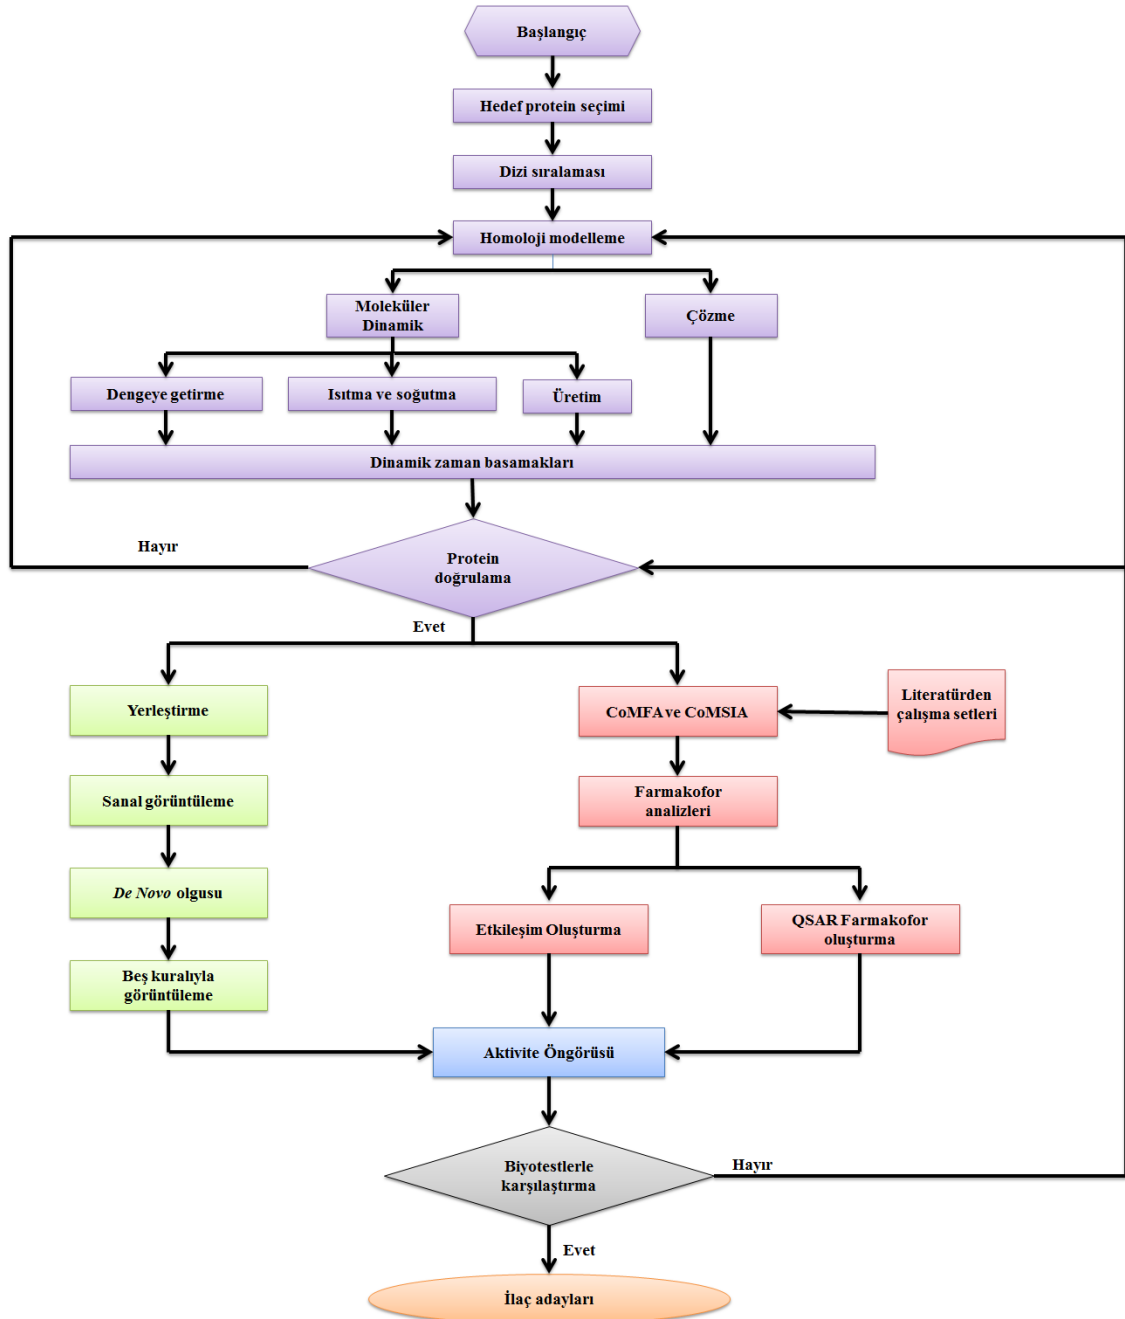 Başlangıç
Hedef protein seçimi
Dizi sıralaması
Homoloji modelleme
Moleküler
Dinamik
Çözme
Dengeye getirme
Isıtma ve soğutma
Üretim
Dinamik zaman basamakları
Hayır
Protein
doğrulama
Evet
Yerleştirme
CoMFA ve CoMSIA
Literatürden
çalışma setleri
Sanal görüntüleme
Farmakofor
analizleri
De Novo olgusu
Etkileşim Oluşturma
QSAR Farmakofor
oluşturma
Beş kuralıyla
görüntüleme
Aktivite Öngörüsü
Biyotestlerle
karşılaştırma
Hayır
Evet
İlaç adayları